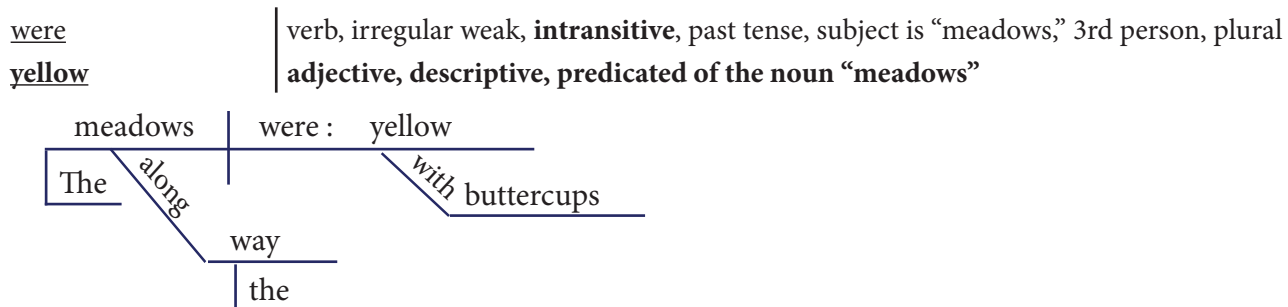 were verb, irregular weak, intransitive, past tense, subject is “meadows,” 3rd person, plural
yellow adjective, descriptive, predicated of the noun “meadows”
meadows were : yellow
The along with buttercups
way
the